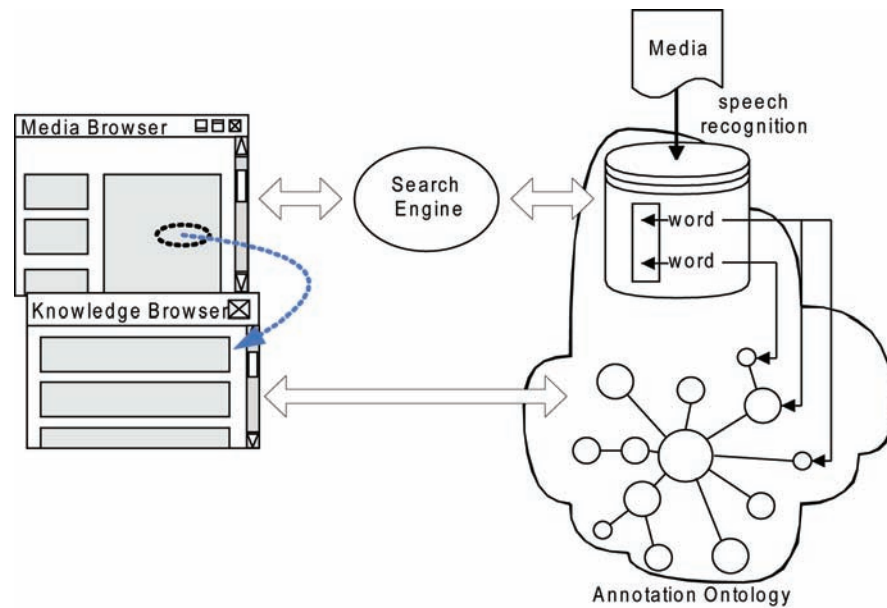 Media
speech
recognition
Media Browser
Search
Engine
word
word
Knowledge Browser
Annotation Ontology